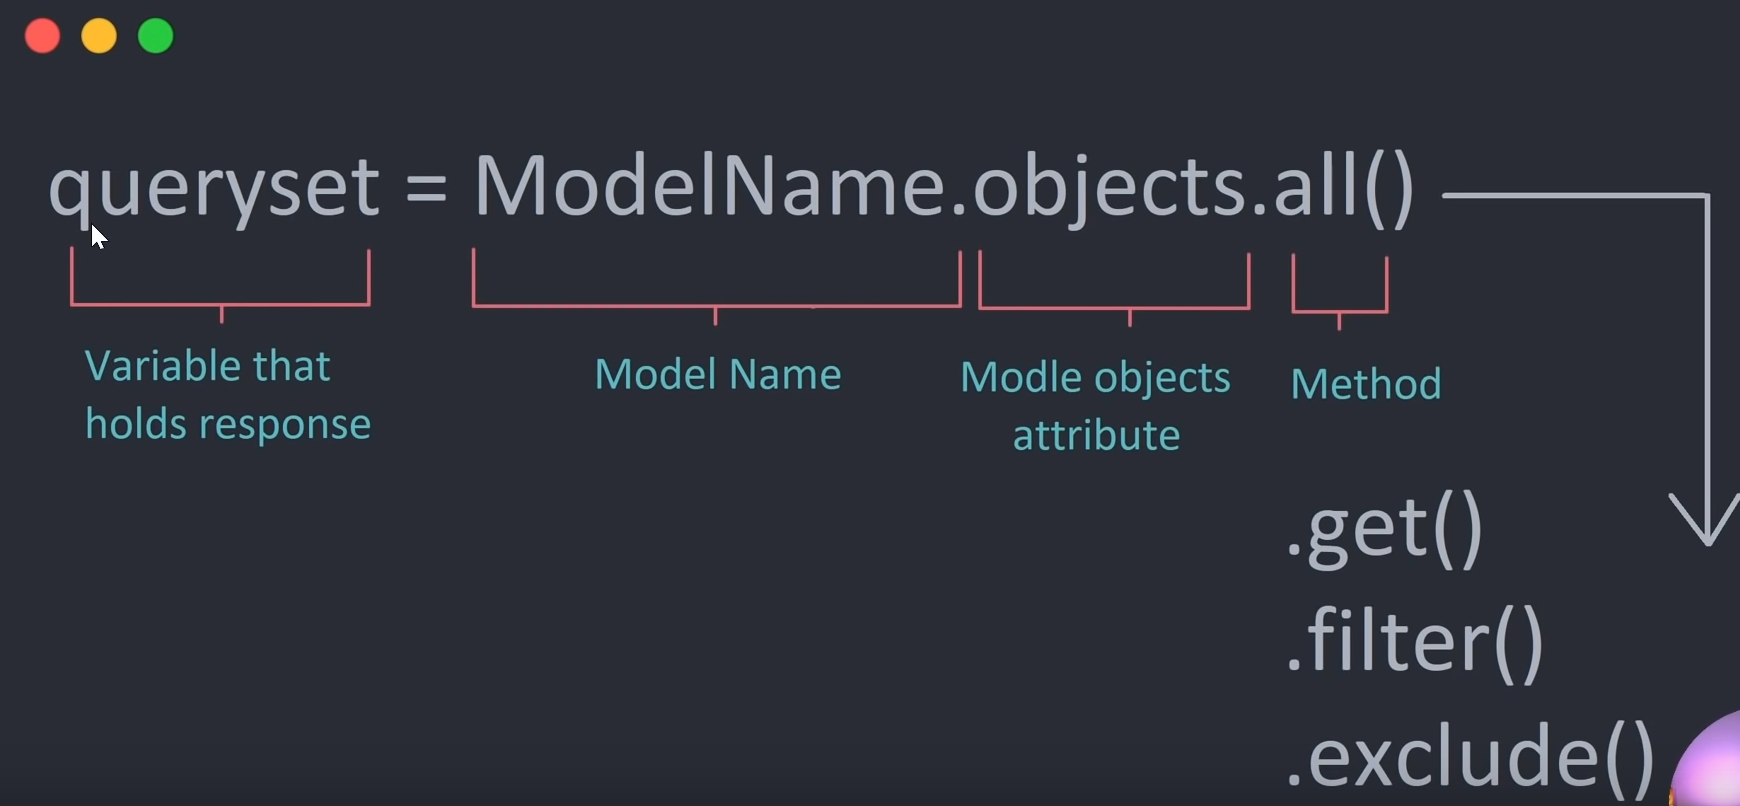 queryset = ModelName.objects.all()
Variable that
holds response
Model Name
Modle objects
attribute
Method
.get()
.filter()
.exclude()